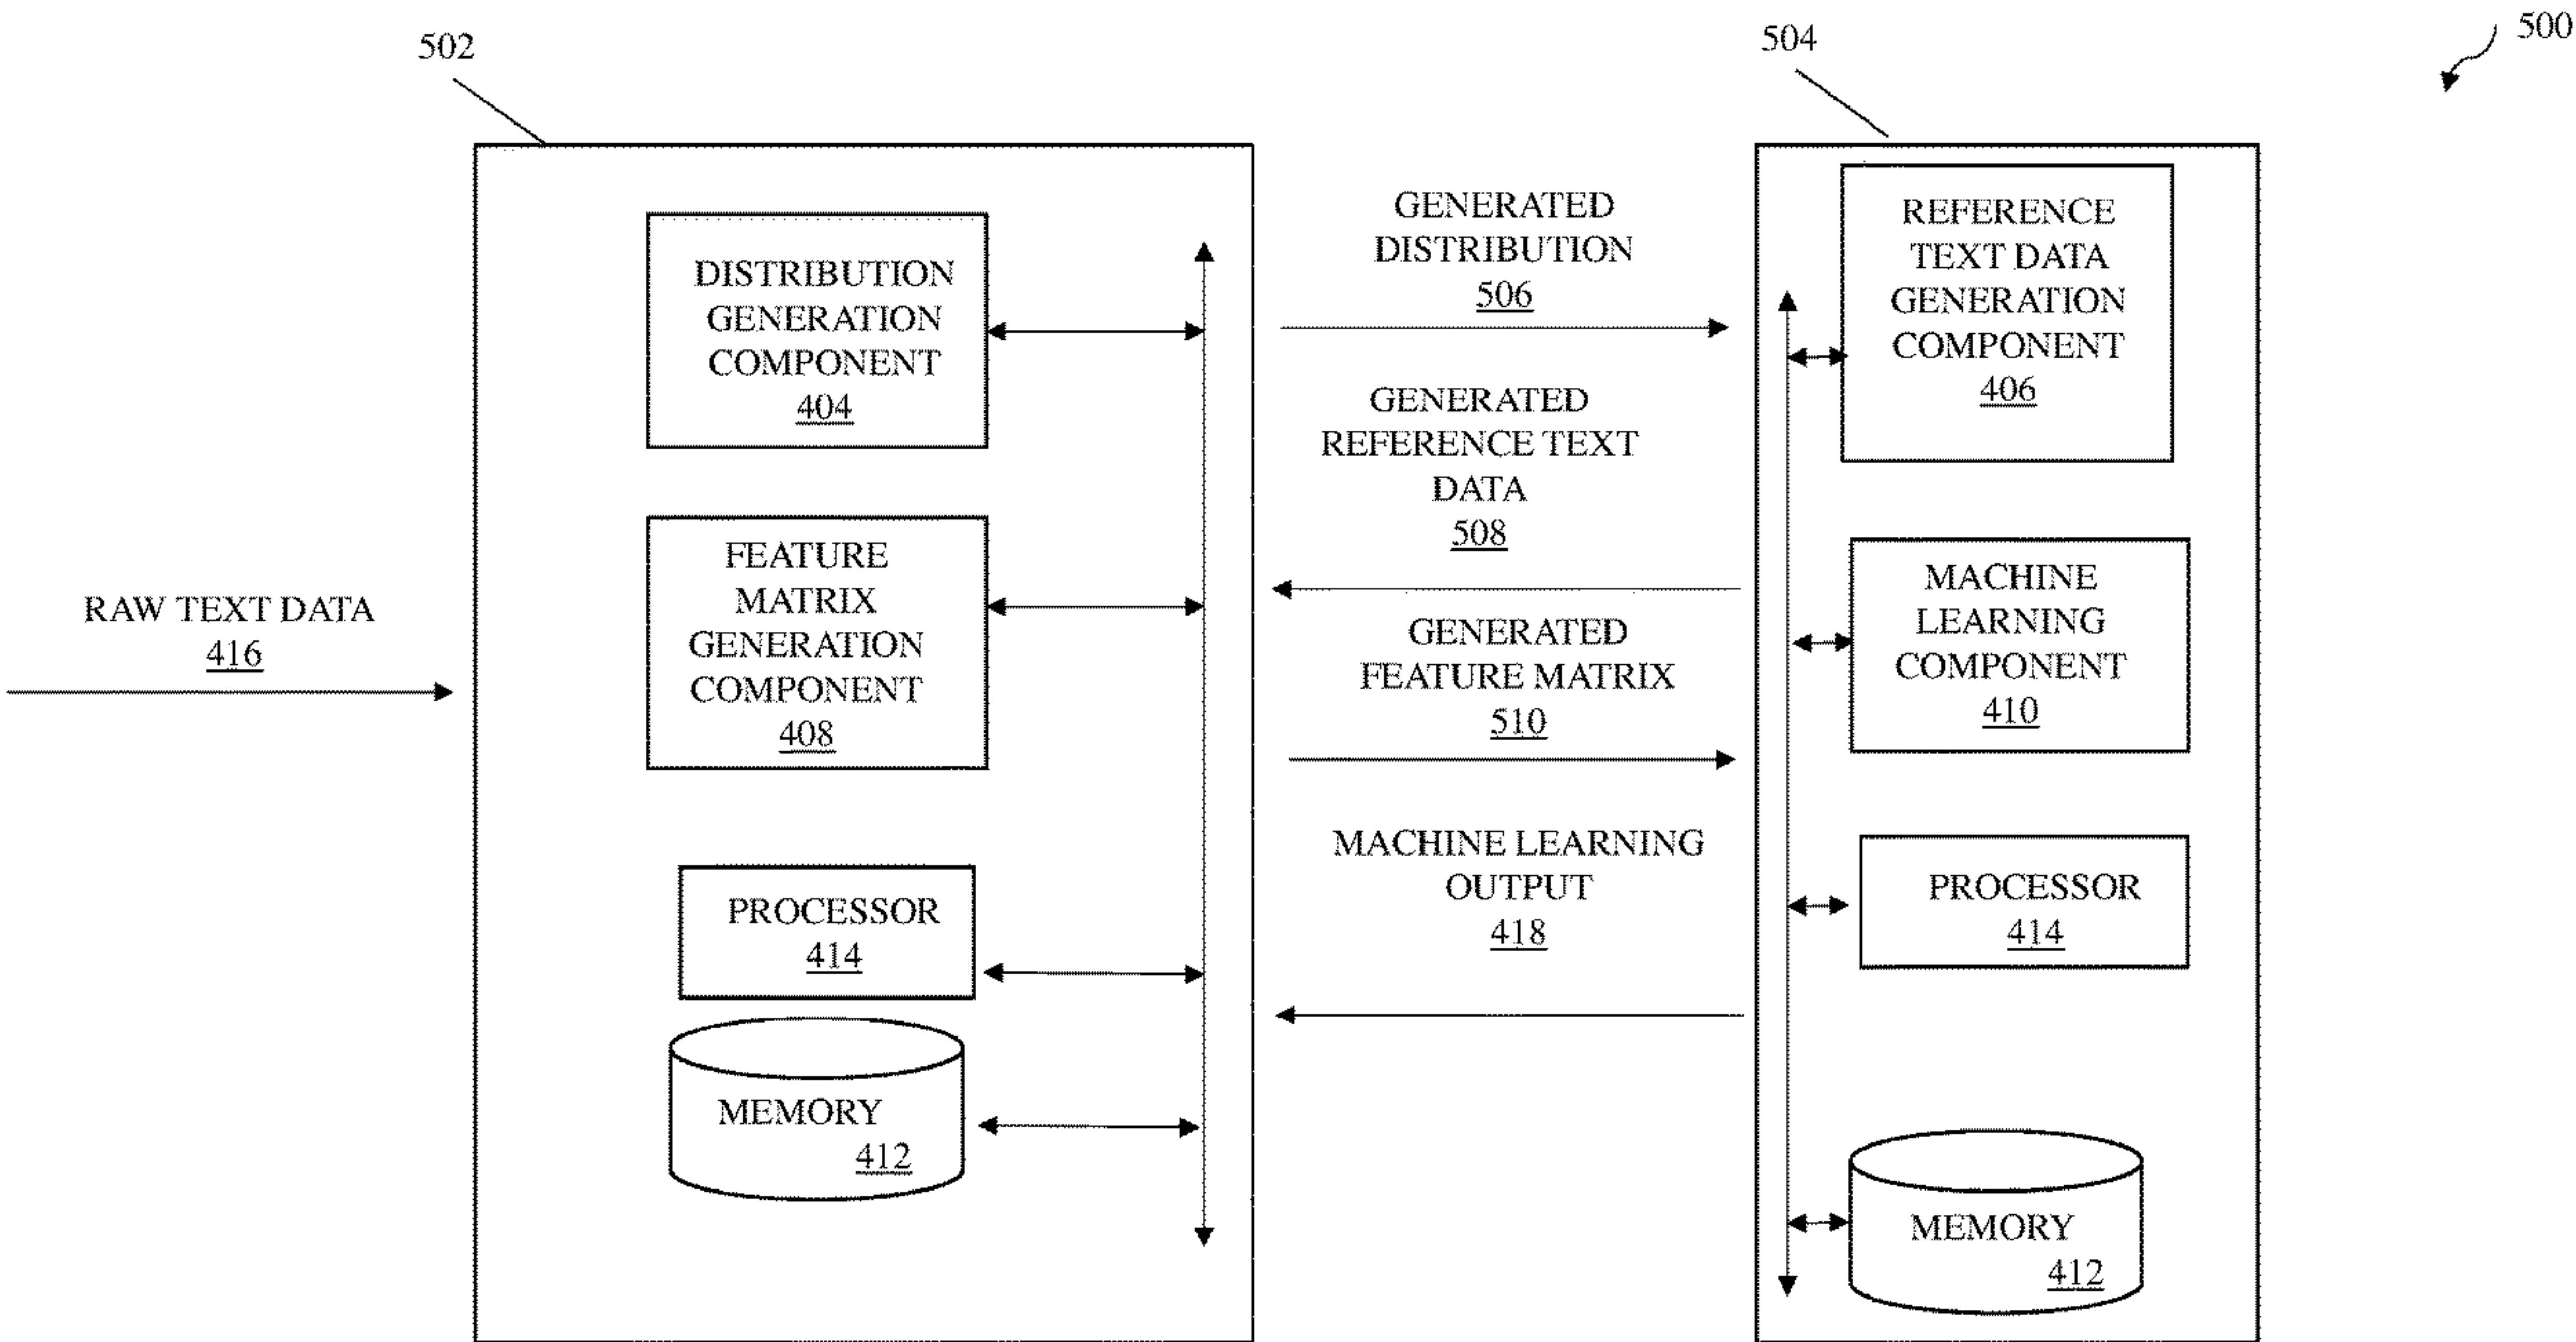 500
502
504
RAW TEXT DATA
416
DISTRIBUTION
GENERATION
COMPONENT
404
FEATURE
MATRIX
GENERATION
COMPONENT
408
PROCESSOR
414
MEMORY
412
GENERATED
DISTRIBUTION
506
GENERATED
REFERENCE TEXT
DATA
508
GENERATED
FEATURE MATRIX
510
MACHINE LEARNING
OUTPUT
418
REFERENCE
TEXT DATA
GENERATION
COMPONENT
406
MACHINE
LEARNING
COMPONENT
410
PROCESSOR
414
MEMORY
412